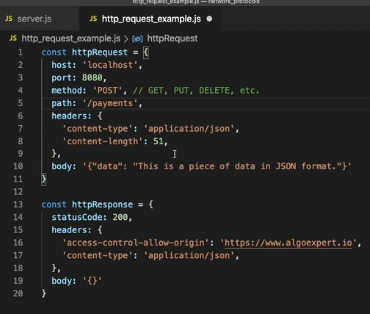 http_request_example.js — network_protocols
JS server.js
JS http_request_example.js ●
JS http_request_example.js > httpRequest
1 const httpRequest = {
2 host: 'localhost',
3 port: 8080,
4 method: 'POST', // GET, PUT, DELETE, etc.
5 path: '/payments',
6 headers: {
7 'content-type': 'application/json',
8 'content-length': 51,
9 },
10 body: '{"data": "This is a piece of data in JSON format."}'
11 }
12
13 const httpResponse = {
14 statusCode: 200,
15 headers: {
16 'access-control-allow-origin': 'https://www.algoexpert.io',
17 'content-type': 'application/json',
18 },
19 body: '{}'
20 }